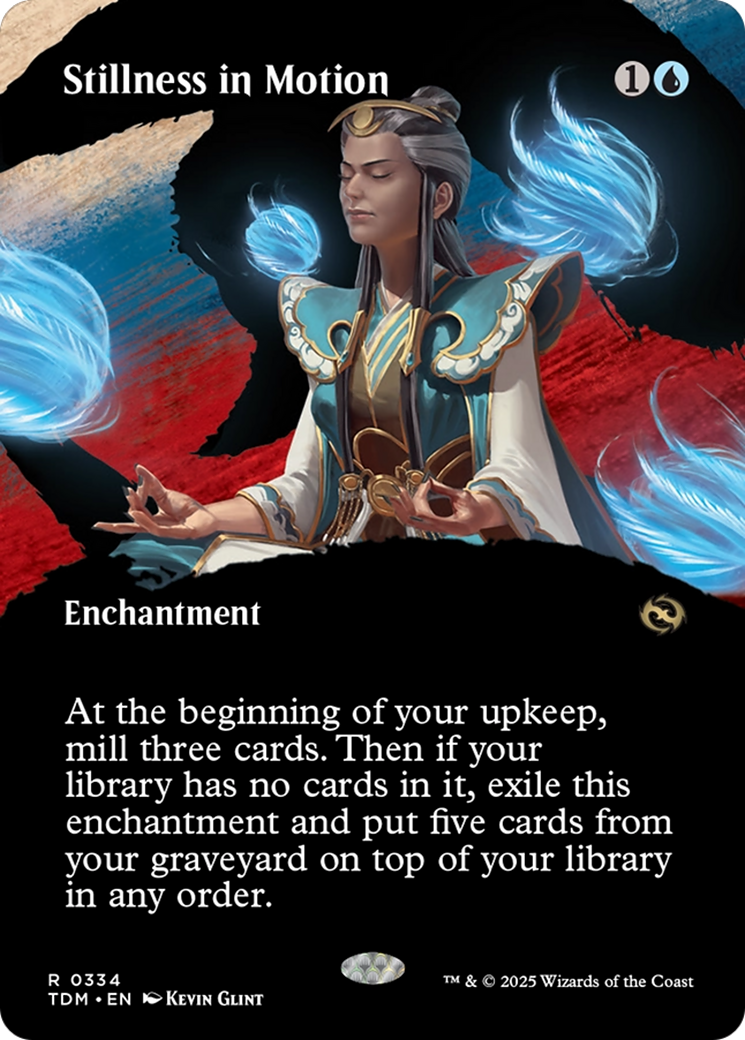 Stillness in Motion 1
Enchantment
At the beginning of your upkeep,
mill three cards. Then if your
library has no cards in it, exile this
enchantment and put five cards from
your graveyard on top of your library
in any order.
R 0334
TDM • EN Kevin Glint
™ & © 2025 Wizards of the Coast